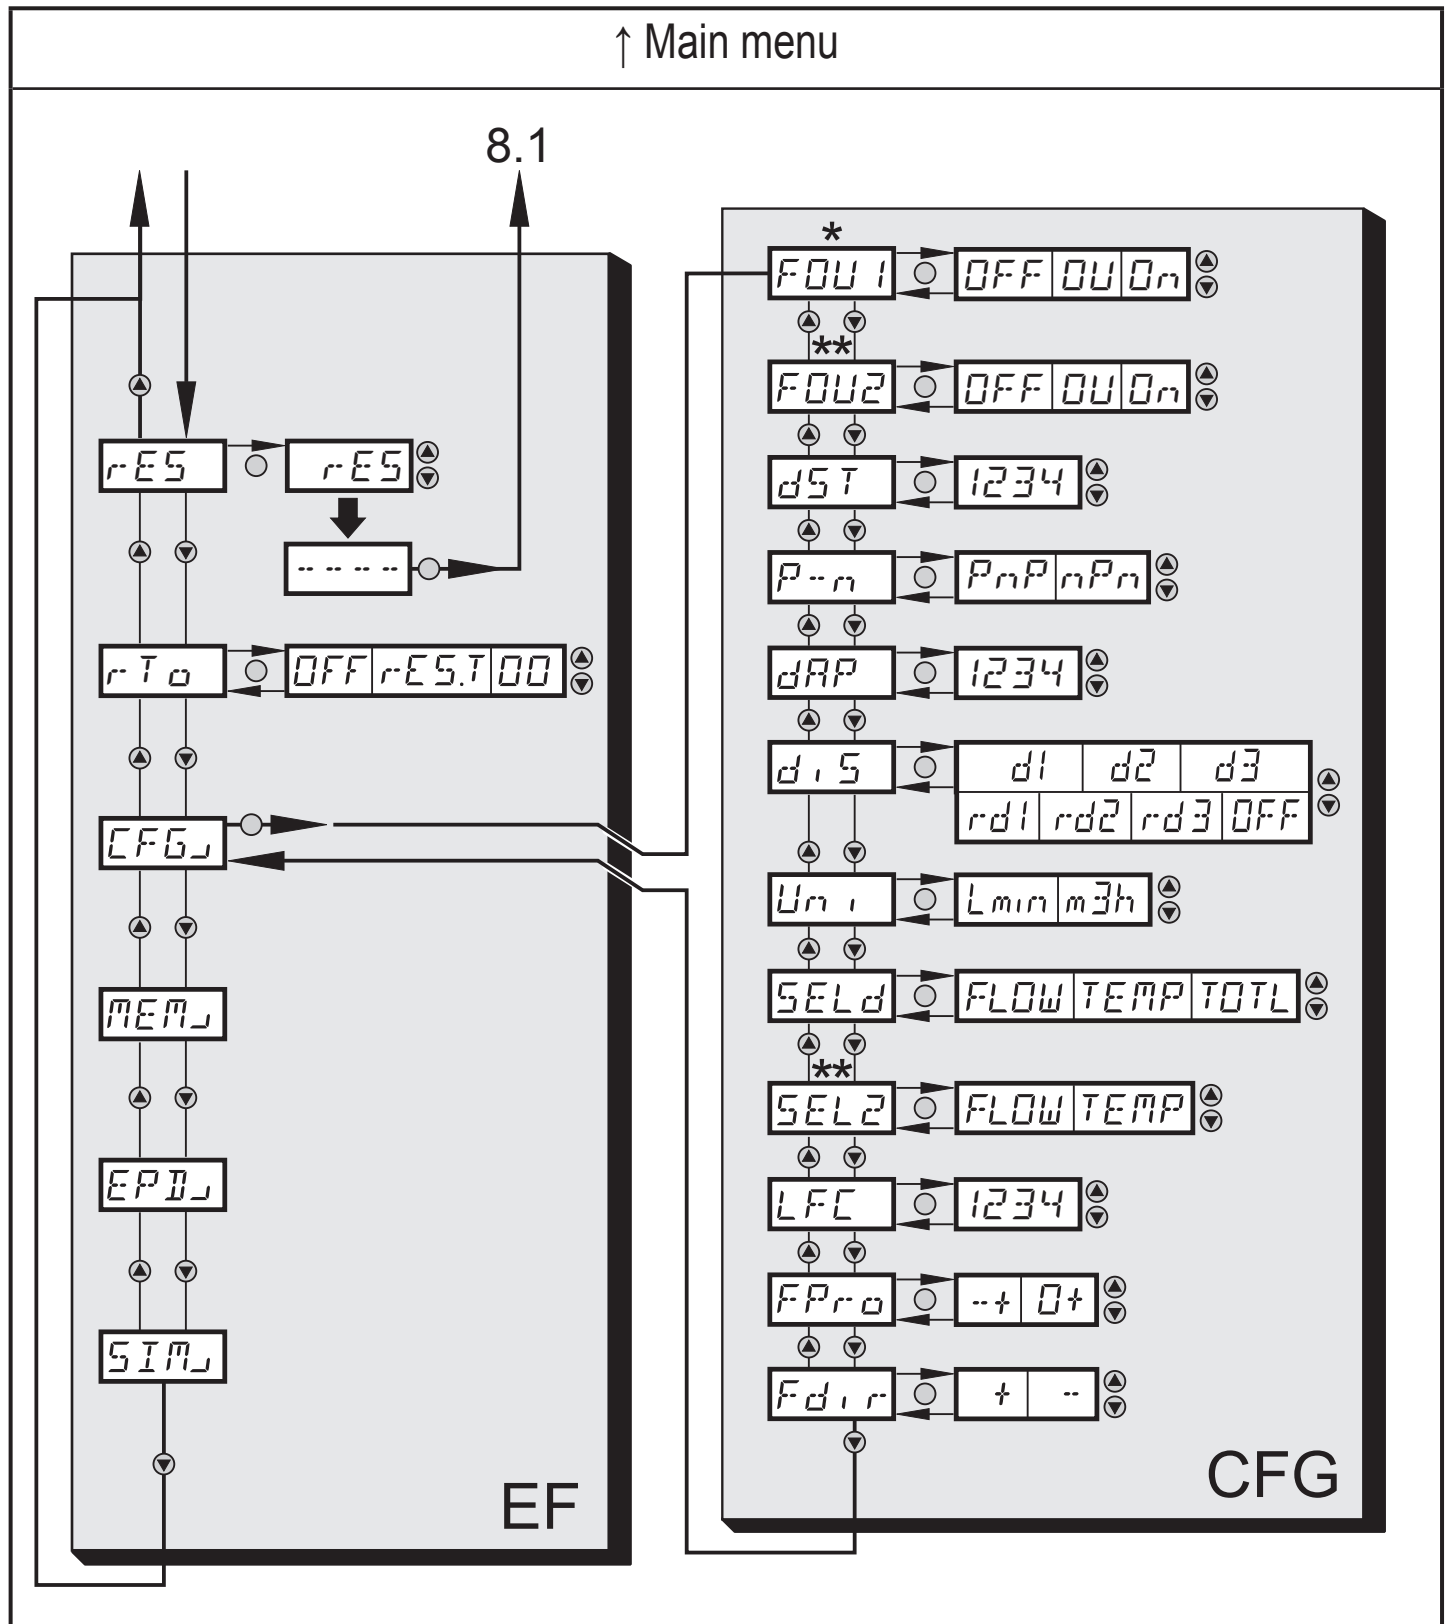 ↑ Main menu
8.1
rES
rES
----
rTo
OFF rES.T 00
CFG┘
MEM┘
EPD┘
SIM┘
EF
*
FOU1
OFF OU On
**
FOU2
OFF OU On
dST
1234
P-n
PnP nPn
dAP
1234
diS
d1 d2 d3
rd1 rd2 rd3 OFF
Uni
Lmin m3h
SELd
FLOW TEMP TOTL
**
SEL2
FLOW TEMP
LFC
1234
FPro
-+ 0+
Fdir
+ -
CFG